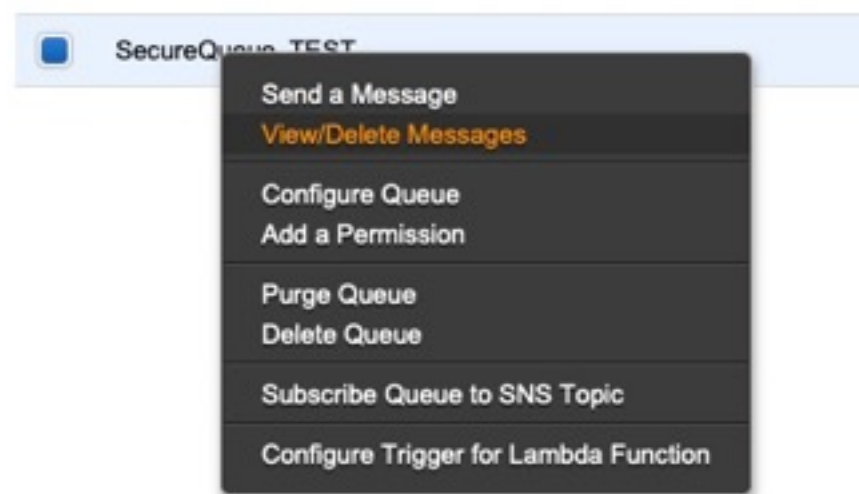 SecureQueue_TEST
Send a Message
View/Delete Messages
Configure Queue
Add a Permission
Purge Queue
Delete Queue
Subscribe Queue to SNS Topic
Configure Trigger for Lambda Function